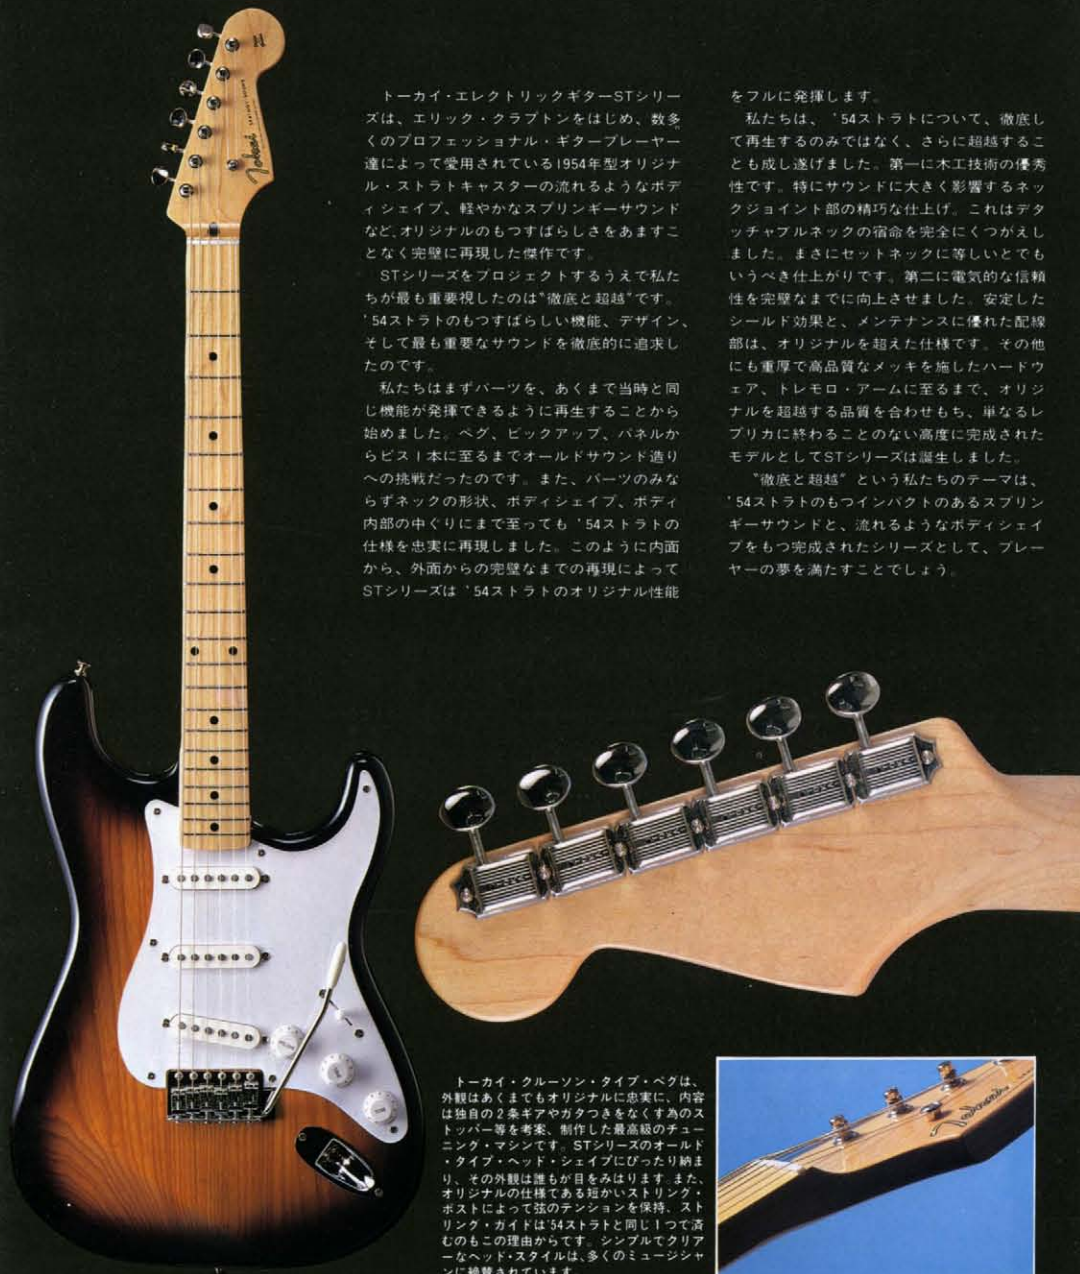 Tokai
トーカイ・エレクトリックギターSTシリー
ズは、エリック・クラプトンをはじめ、数多
くのプロフェッショナル・ギタープレーヤー
達によって愛用されている1954年型オリジナ
ル・ストラトキャスターの流れるようなボデ
ィシェイプ、軽やかなスプリンギーサウンド
など、オリジナルのもつすばらしさをあますこ
となく完璧に再現した傑作です。
STシリーズをプロジェクトするうえで私た
ちが最も重要視したのは“徹底と超越”です。
'54ストラトのもつすばらしい機能、デザイン、
そして最も重要なサウンドを徹底的に追求し
たのです。
私たちはまずパーツを、あくまで当時と同
じ機能が発揮できるように再生することから
始めました。ペグ、ピックアップ、パネルか
らビス1本に至るまでオールドサウンド造り
への挑戦だったのです。また、パーツのみな
らずネックの形状、ボディシェイプ、ボディ
内部の中ぐりにまで至っても'54ストラトの
仕様を忠実に再現しました。このように内面
から、外面からの完璧なまでの再現によって
STシリーズは'54ストラトのオリジナル性能
をフルに発揮します。
私たちは、'54ストラトについて、徹底し
て再生するのみではなく、さらに超越するこ
とも成し遂げました。第一に木工技術の優秀
性です。特にサウンドに大きく影響するネッ
クジョイント部の精巧な仕上げ。これはデタ
ッチャブルネックの宿命を完全にくつがえし
ました。まさにセットネックに等しいとでも
いうべき仕上がりです。第二に電気的な信頼
性を完璧なまでに向上させました。安定した
シールド効果と、メンテナンスに優れた配線
部は、オリジナルを超えた仕様です。その他
にも重厚で高品質なメッキを施したハードウ
ェア、トレモロ・アームに至るまで、オリジ
ナルを超越する品質を合わせもち、単なるレ
プリカに終わることのない高度に完成された
モデルとしてSTシリーズは誕生しました。
“徹底と超越”という私たちのテーマは、
'54ストラトのもつインパクトのあるスプリン
ギーサウンドと、流れるようなボディシェイ
プをもつ完成されたシリーズとして、プレー
ヤーの夢を満たすことでしょう。
トーカイ・クルーソン・タイプ・ペグは、
外観はあくまでもオリジナルに忠実に、内容
は独自の2条ギアやガタつきをなくす為のス
トッパー等を考案、制作した最高級のチュー
ニング・マシンです。STシリーズのオールド
・タイプ・ヘッド・シェイプにぴったり納ま
り、その外観は誰もが目をみはります。また、
オリジナルの仕様である短かいストリング・
ポストによって弦のテンションを保持、スト
リング・ガイドは'54ストラトと同じ1つで済
むのもこの理由からです。シンプルでクリア
ーなヘッド・スタイルは、多くのミュージシャ
ンに絶賛されています。
Tokai